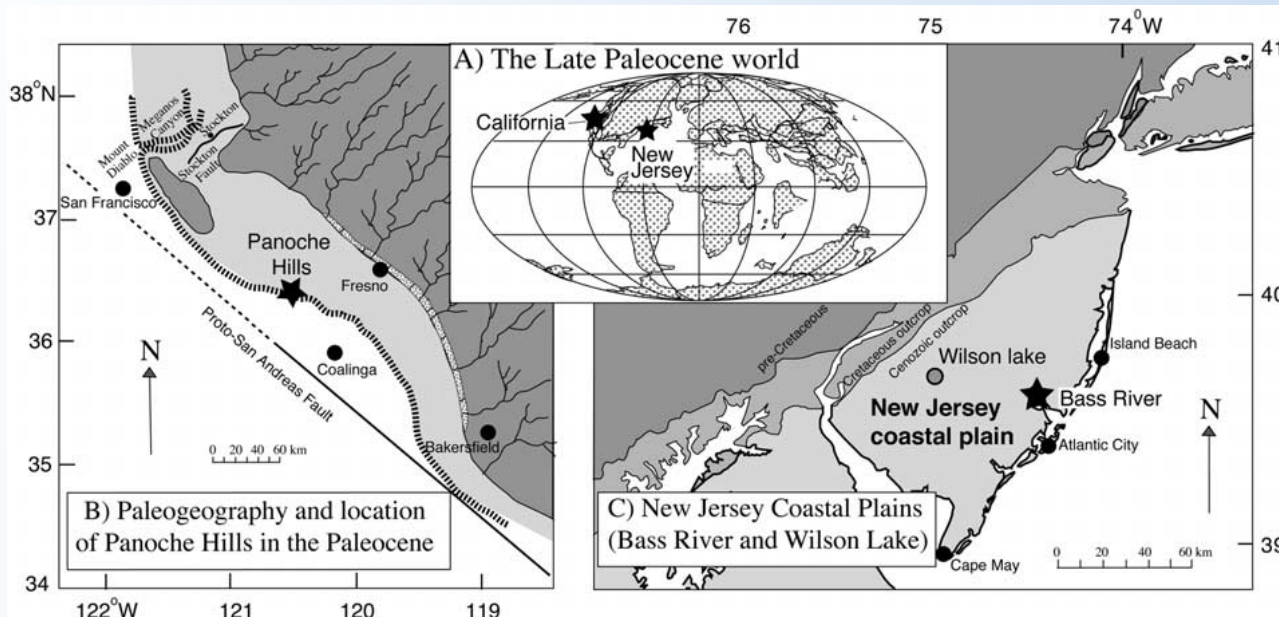 A) The Late Paleocene world
California
New
Jersey
38°N
37
36
35
34
122°W
121
120
119
Meganos
Canyon
Mount
Diablo
Stockton
Stockton
Fault
San Francisco
Panoche
Hills
Fresno
Coalinga
Proto-San Andreas Fault
Bakersfield
N
0 20 40 60 km
B) Paleogeography and location
of Panoche Hills in the Paleocene
76
75
74°W
41
40
39
pre-Cretaceous
Cretaceous outcrop
Cenozoic outcrop
Wilson lake
Island Beach
Bass River
New Jersey
coastal plain
Atlantic City
N
C) New Jersey Coastal Plains
(Bass River and Wilson Lake)
Cape May
0 20 40 60 km